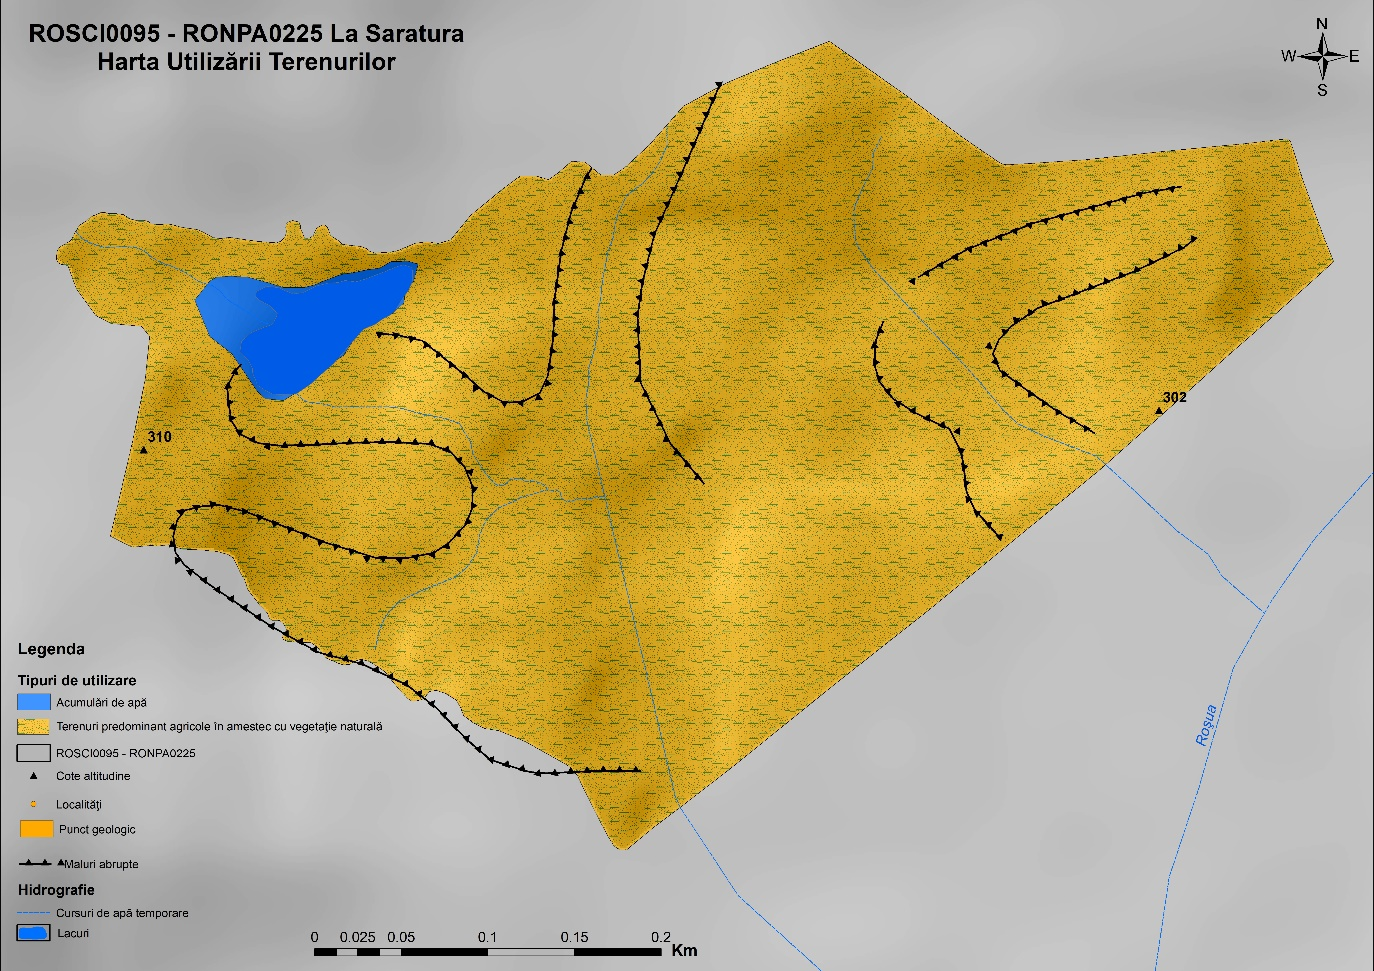 ROSCI0095 - RONPA0225 La Saratura
Harta Utilizării Terenurilor
N
W E
S
302
310
Roşua
Legenda
Tipuri de utilizare
Acumulări de apă
Terenuri predominant agricole în amestec cu vegetaţie naturală
ROSCI0095 - RONPA0225
Cote altitudine
Localităţi
Punct geologic
Maluri abrupte
Hidrografie
Cursuri de apă temporare
Lacuri
0 0.025 0.05 0.1 0.15 0.2
Km